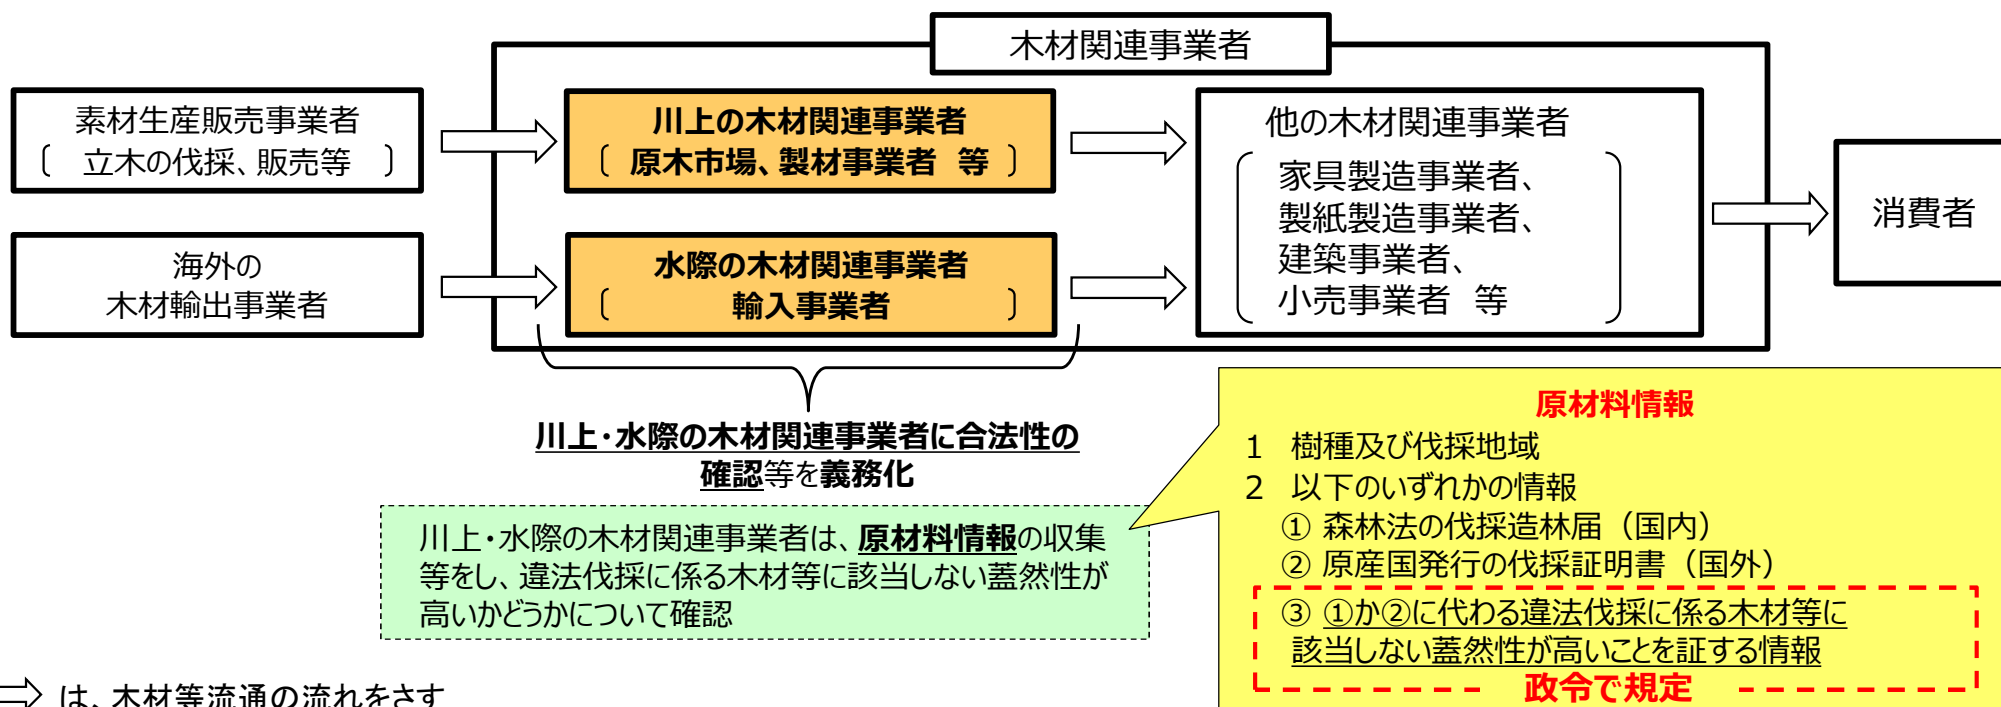 木材関連事業者
素材生産販売事業者
〔 立木の伐採、販売等 〕
海外の
木材輸出事業者
川上の木材関連事業者
〔 原木市場、製材事業者 等 〕
水際の木材関連事業者
〔 輸入事業者 〕
他の木材関連事業者
家具製造事業者、
製紙製造事業者、
建築事業者、
小売事業者 等
消費者
川上・水際の木材関連事業者に合法性の
確認等を義務化
川上・水際の木材関連事業者は、原材料情報の収集
等をし、違法伐採に係る木材等に該当しない蓋然性が
高いかどうかについて確認
原材料情報
1 樹種及び伐採地域
2 以下のいずれかの情報
① 森林法の伐採造林届（国内）
② 原産国発行の伐採証明書（国外）
③ ①か②に代わる違法伐採に係る木材等に
該当しない蓋然性が高いことを証する情報
政令で規定
は、木材等流通の流れをさす